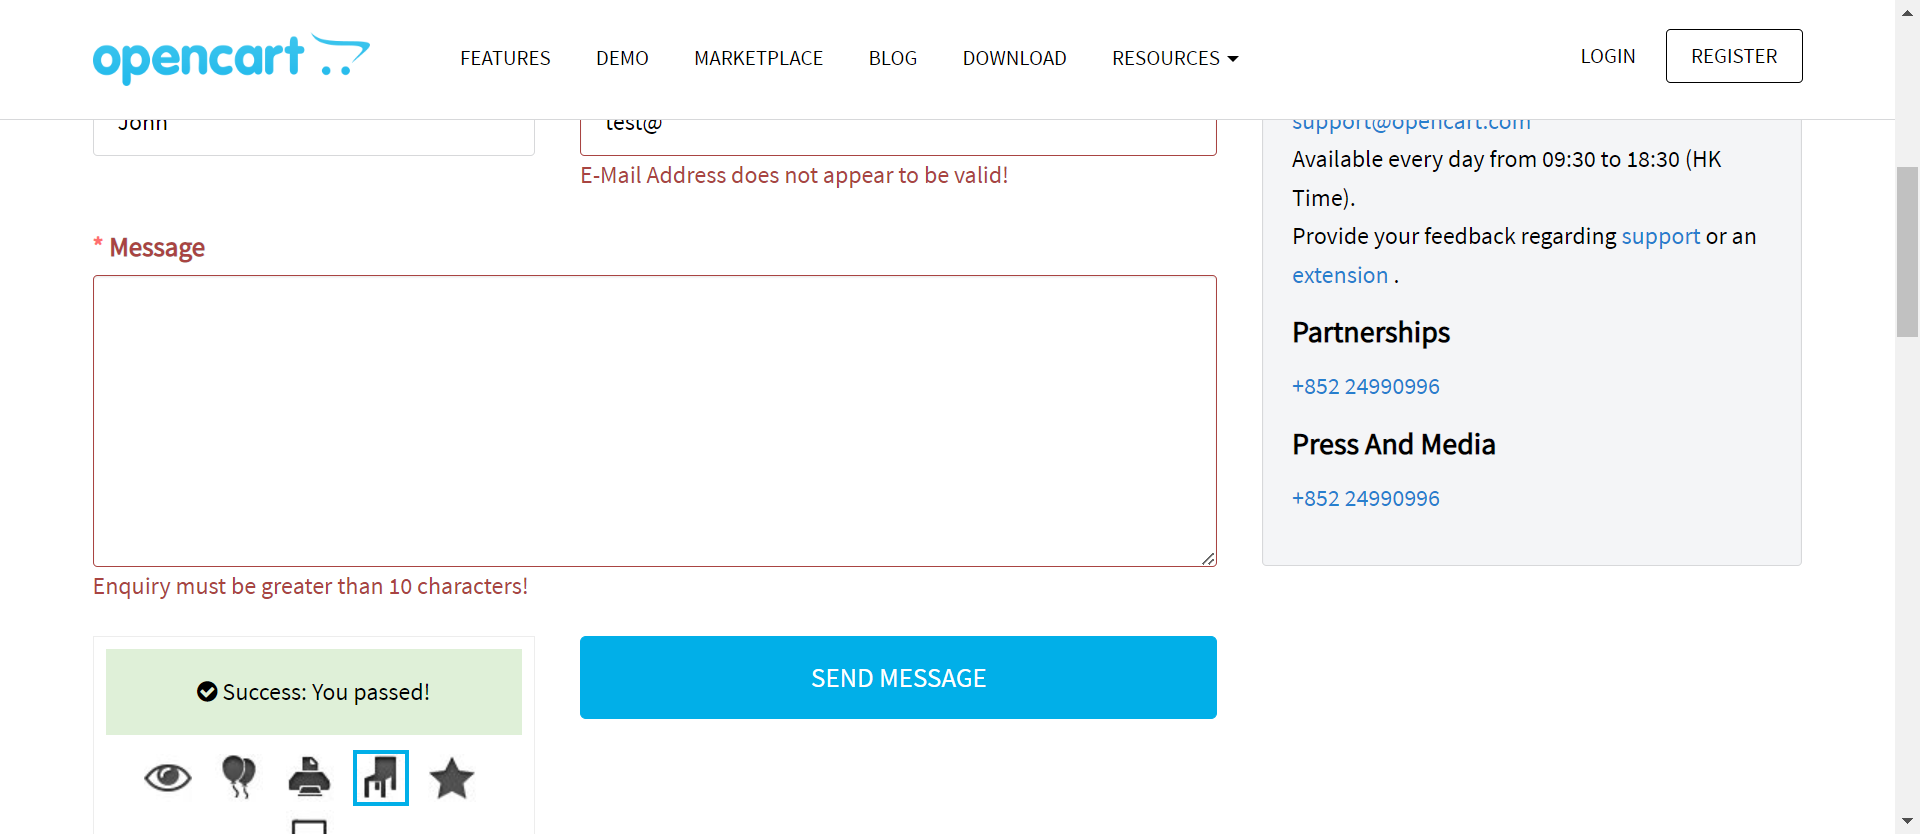 opencart
FEATURES DEMO MARKETPLACE BLOG DOWNLOAD RESOURCES LOGIN REGISTER
John
test@
E-Mail Address does not appear to be valid!
* Message
Enquiry must be greater than 10 characters!
Success: You passed!
SEND MESSAGE
support@opencart.com
Available every day from 09:30 to 18:30 (HK
Time).
Provide your feedback regarding support or an
extension .
Partnerships
+852 24990996
Press And Media
+852 24990996